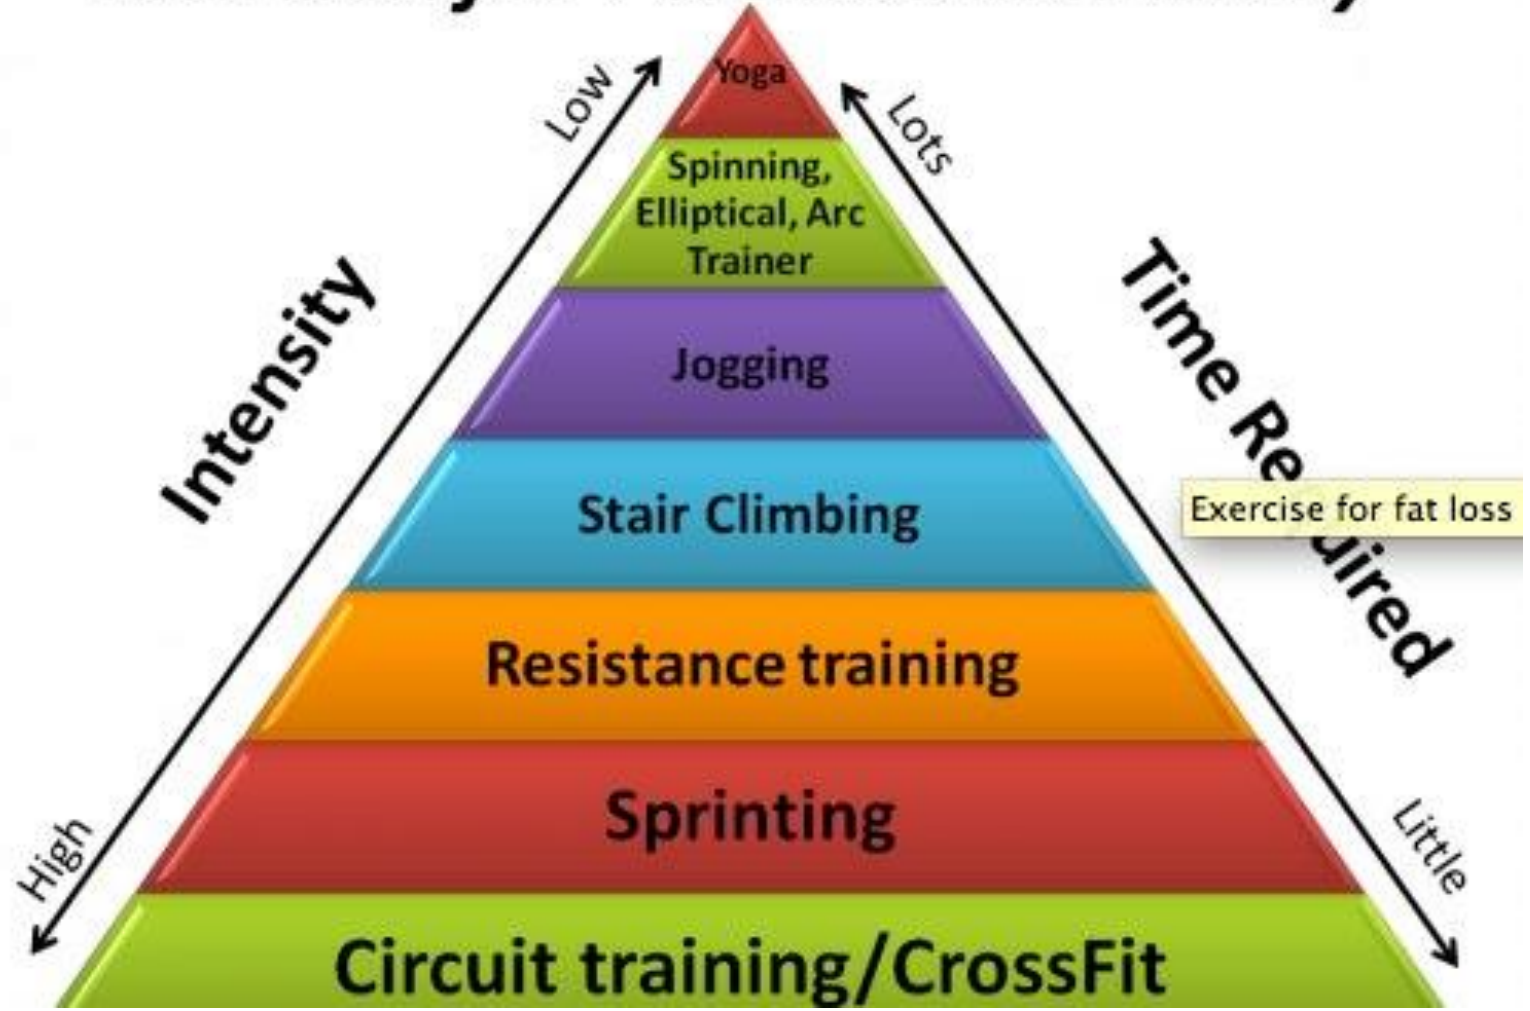 Low
Lots
Yoga
Spinning,
Elliptical, Arc
Trainer
Intensity
Time Required
Jogging
Exercise for fat loss
Stair Climbing
Resistance training
Sprinting
High
Little
Circuit training/CrossFit